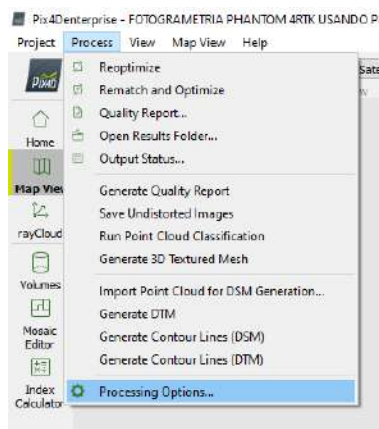 Pix4Denterprise - FOTOGRAMETRIA PHANTOM 4RTK USANDO P
Project Process View Map View Help
Pix4D
Reoptimize
Sate
Rematch and Optimize
Quality Report...
Home
Open Results Folder...
Output Status...
Map View
Generate Quality Report
Save Undistorted Images
rayCloud
Run Point Cloud Classification
Generate 3D Textured Mesh
Volumes
Import Point Cloud for DSM Generation...
Generate DTM
Mosaic
Editor
Generate Contour Lines (DSM)
Generate Contour Lines (DTM)
Index
Calculator
Processing Options...